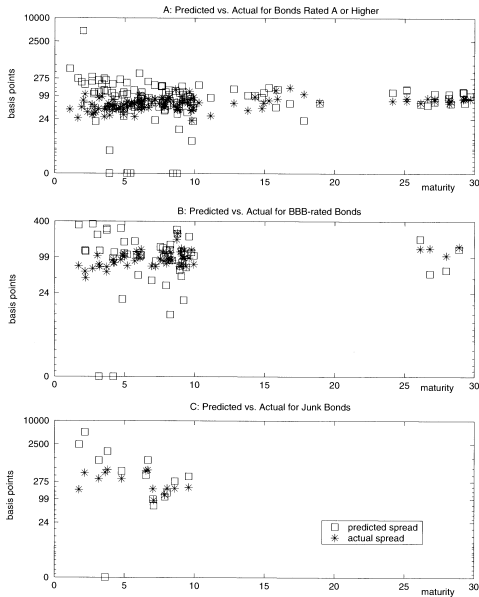 A: Predicted vs. Actual for Bonds Rated A or Higher
10000
2500
275
99
24
0
basis points
0 5 10 15 20 25 30
maturity
B: Predicted vs. Actual for BBB-rated Bonds
400
99
24
0
basis points
0 5 10 15 20 25 30
maturity
C: Predicted vs. Actual for Junk Bonds
10000
2500
275
99
24
0
basis points
predicted spread
actual spread
0 5 10 15 20 25 30
maturity